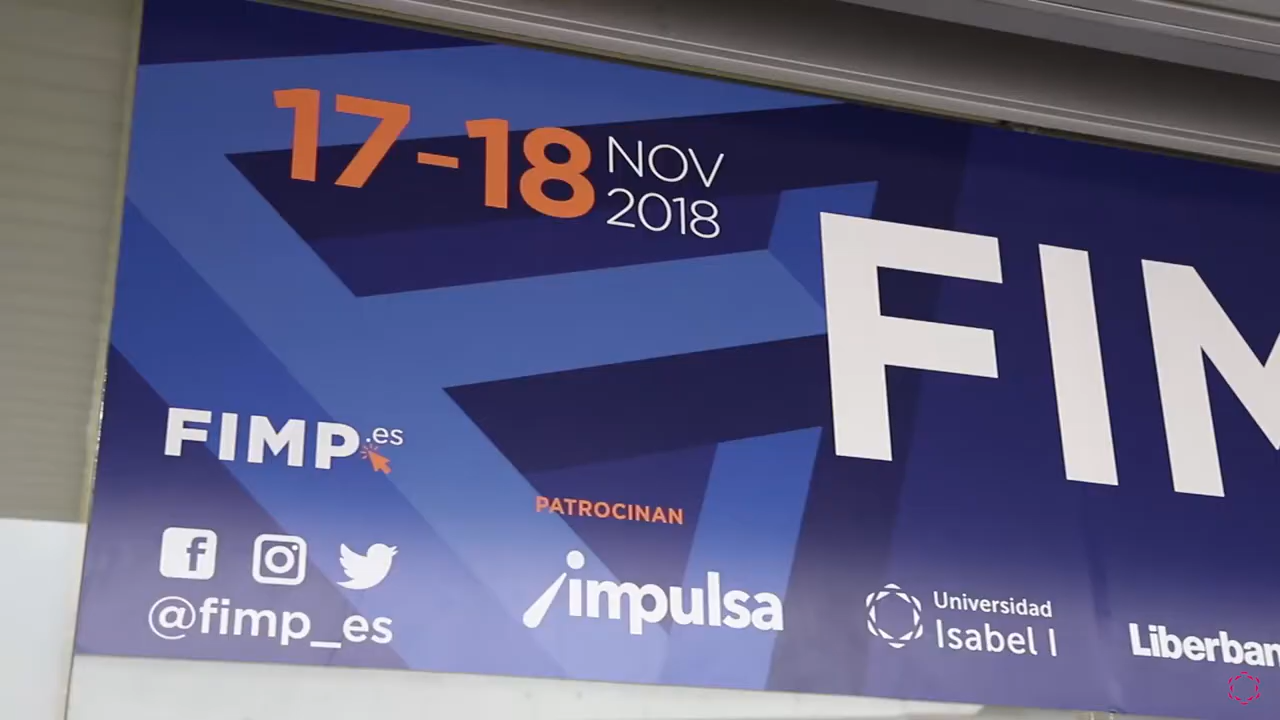 17-18 NOV 2018
FIM
FIMP.es
@fimp_es
PATROCINAN
impulsa
Universidad Isabel I